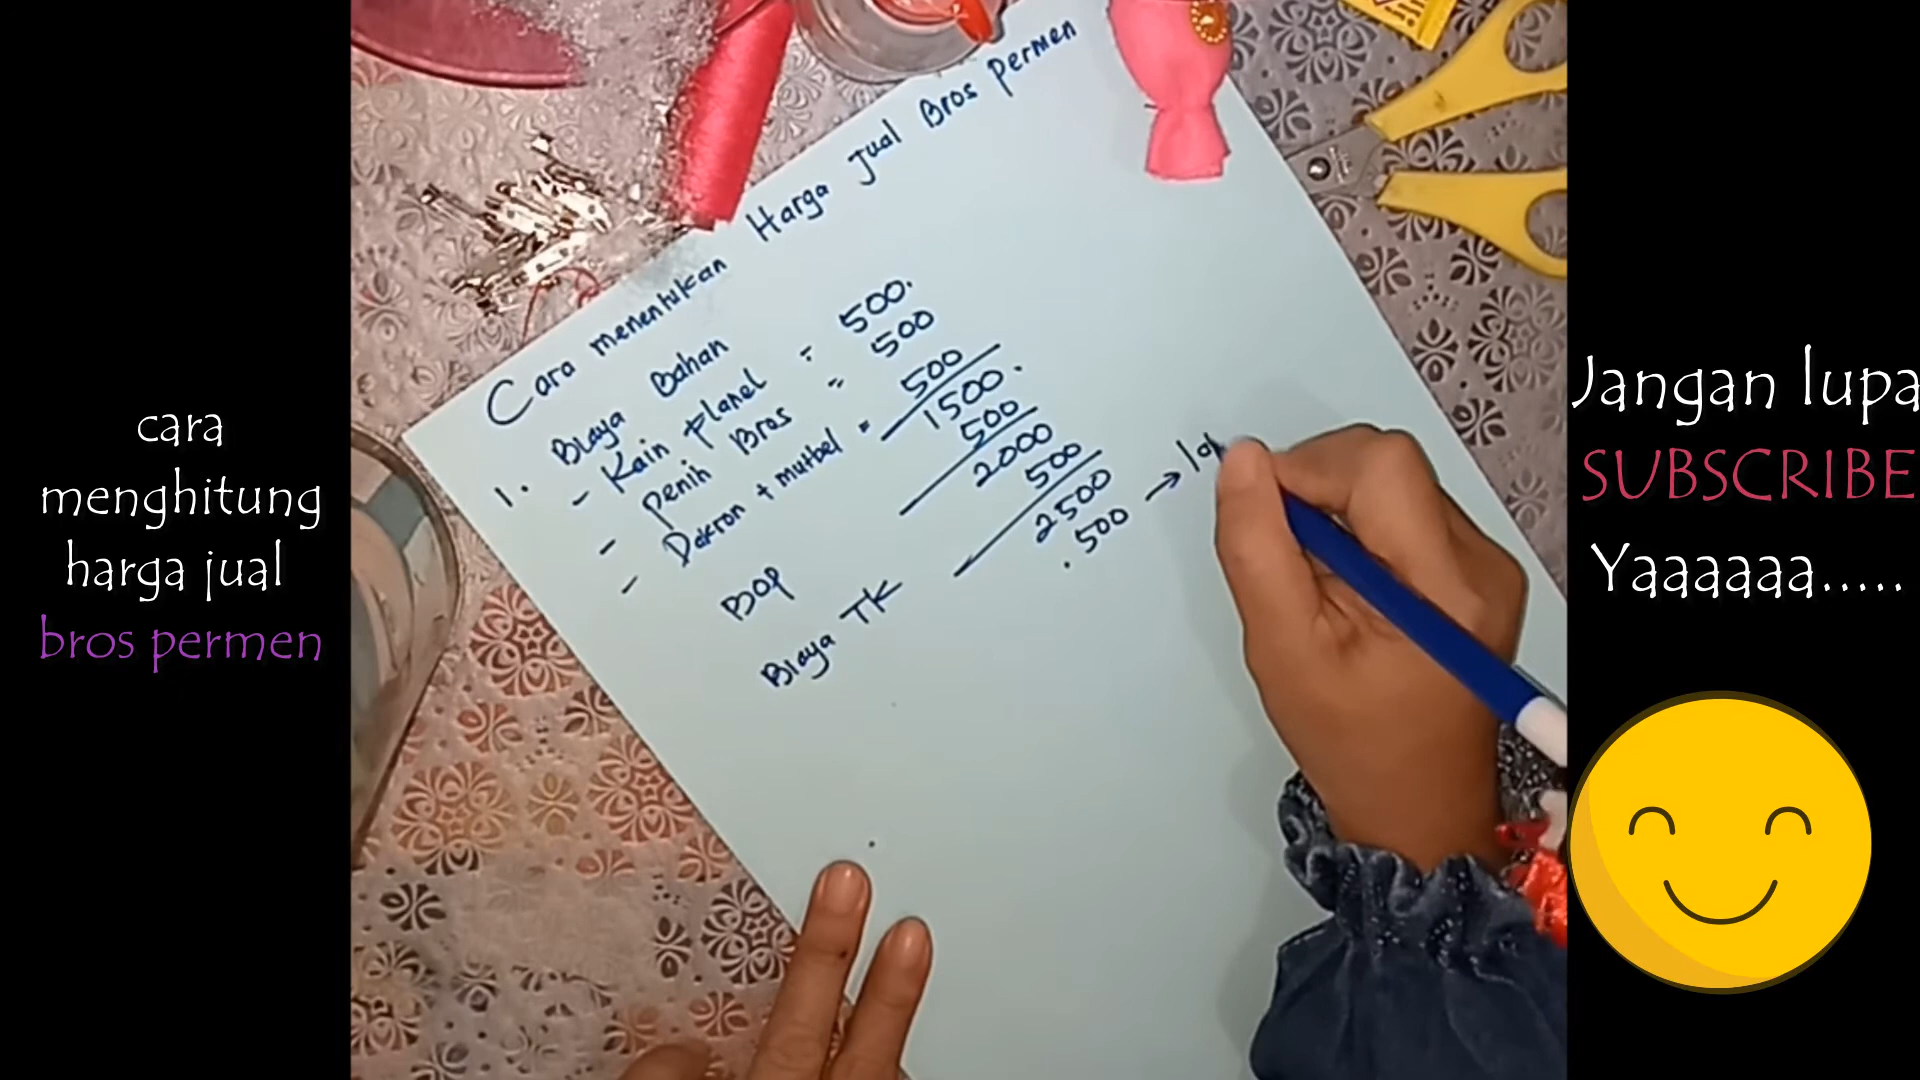 cara
menghitung
harga jual
bros permen
Cara menentukan Harga Jual Bros permen
1. Biaya Bahan
- Kain flanel = 500.
- Penih Bros = 500
- Dakron + mutbel = 500
1500.
BOP 500
2000
Biaya TK 500
2500
. 500 →
Jangan lupa
SUBSCRIBE
Yaaaaaa.....